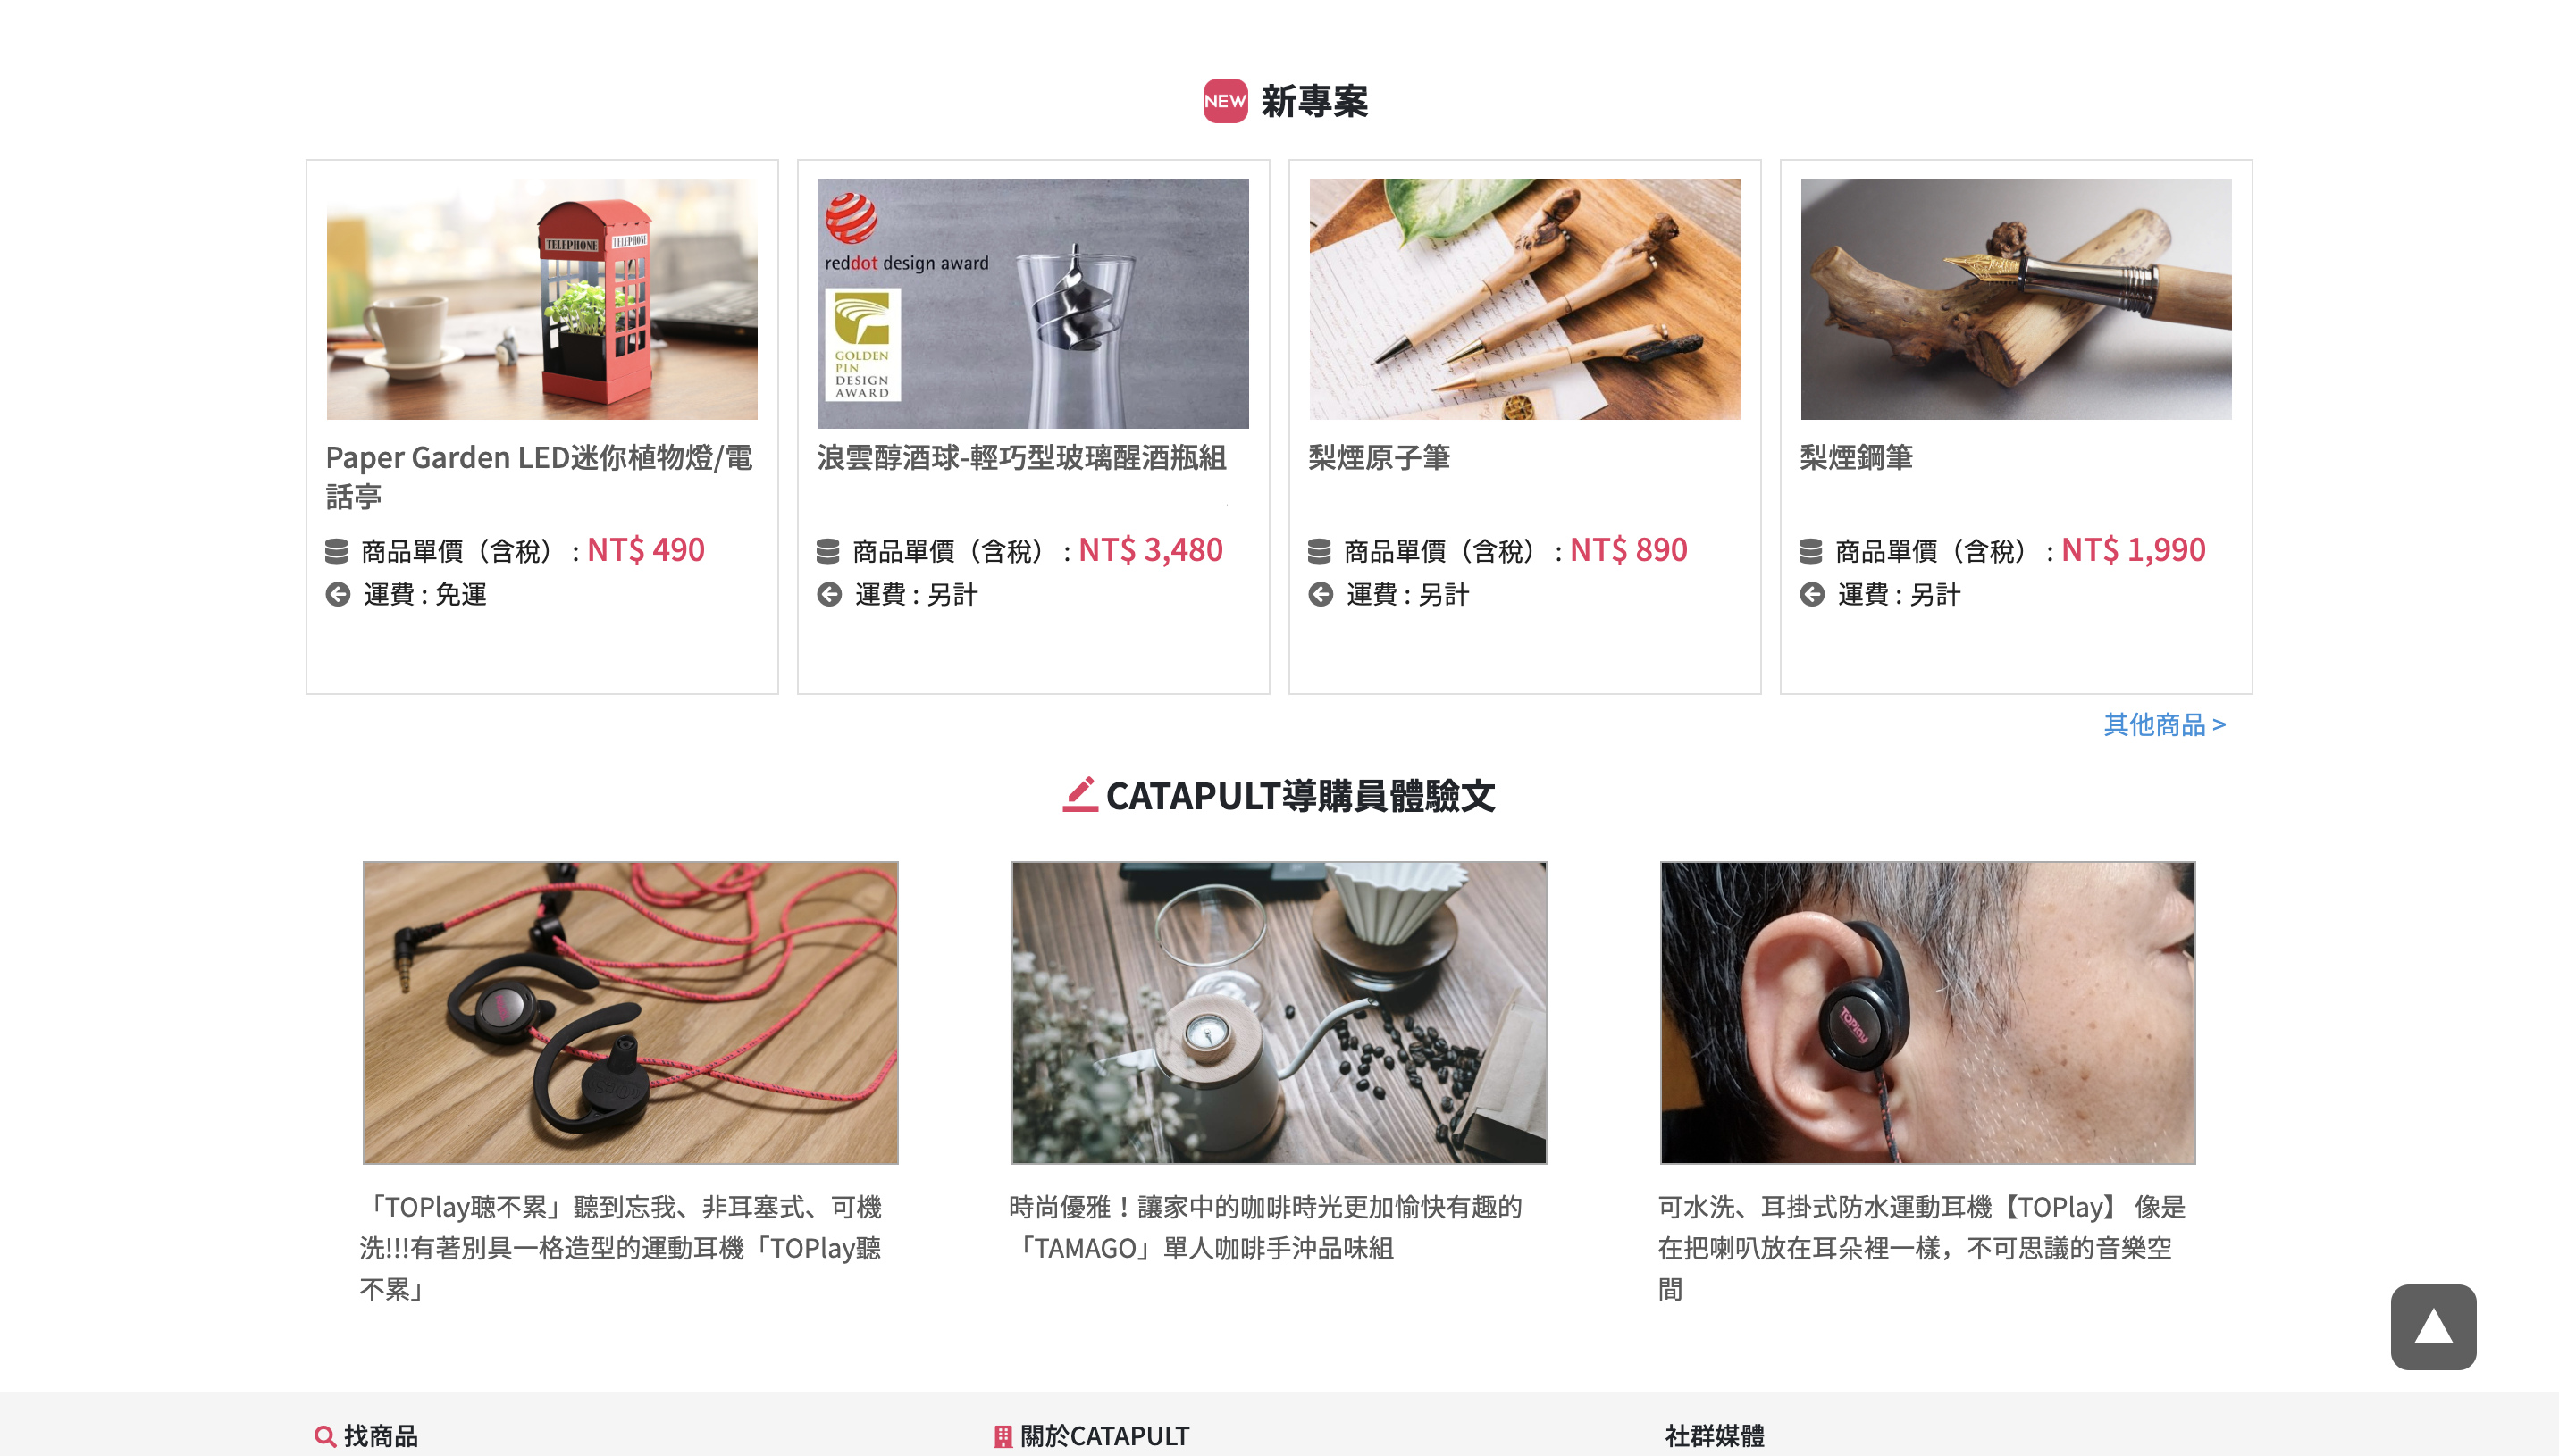 NEW 新專案
TELEPHONE TELEPHONE
reddot design award
GOLDEN
PIN
DESIGN
AWARD
Paper Garden LED迷你植物燈/電
話亭
商品單價（含稅）：NT$ 490
運費 : 免運
浪雲醇酒球-輕巧型玻璃醒酒瓶組
商品單價（含稅）：NT$ 3,480
運費 : 另計
梨煙原子筆
商品單價（含稅）：NT$ 890
運費 : 另計
梨煙鋼筆
商品單價（含稅）：NT$ 1,990
運費 : 另計
其他商品 >
CATAPULT導購員體驗文
TOPlay
「TOPlay聴不累」聽到忘我、非耳塞式、可機
洗!!!有著別具一格造型的運動耳機「TOPlay聽
不累」
時尚優雅！讓家中的咖啡時光更加愉快有趣的
「TAMAGO」單人咖啡手沖品味組
可水洗、耳掛式防水運動耳機【TOPlay】 像是
在把喇叭放在耳朵裡一樣，不可思議的音樂空
間
找商品
關於CATAPULT
社群媒體